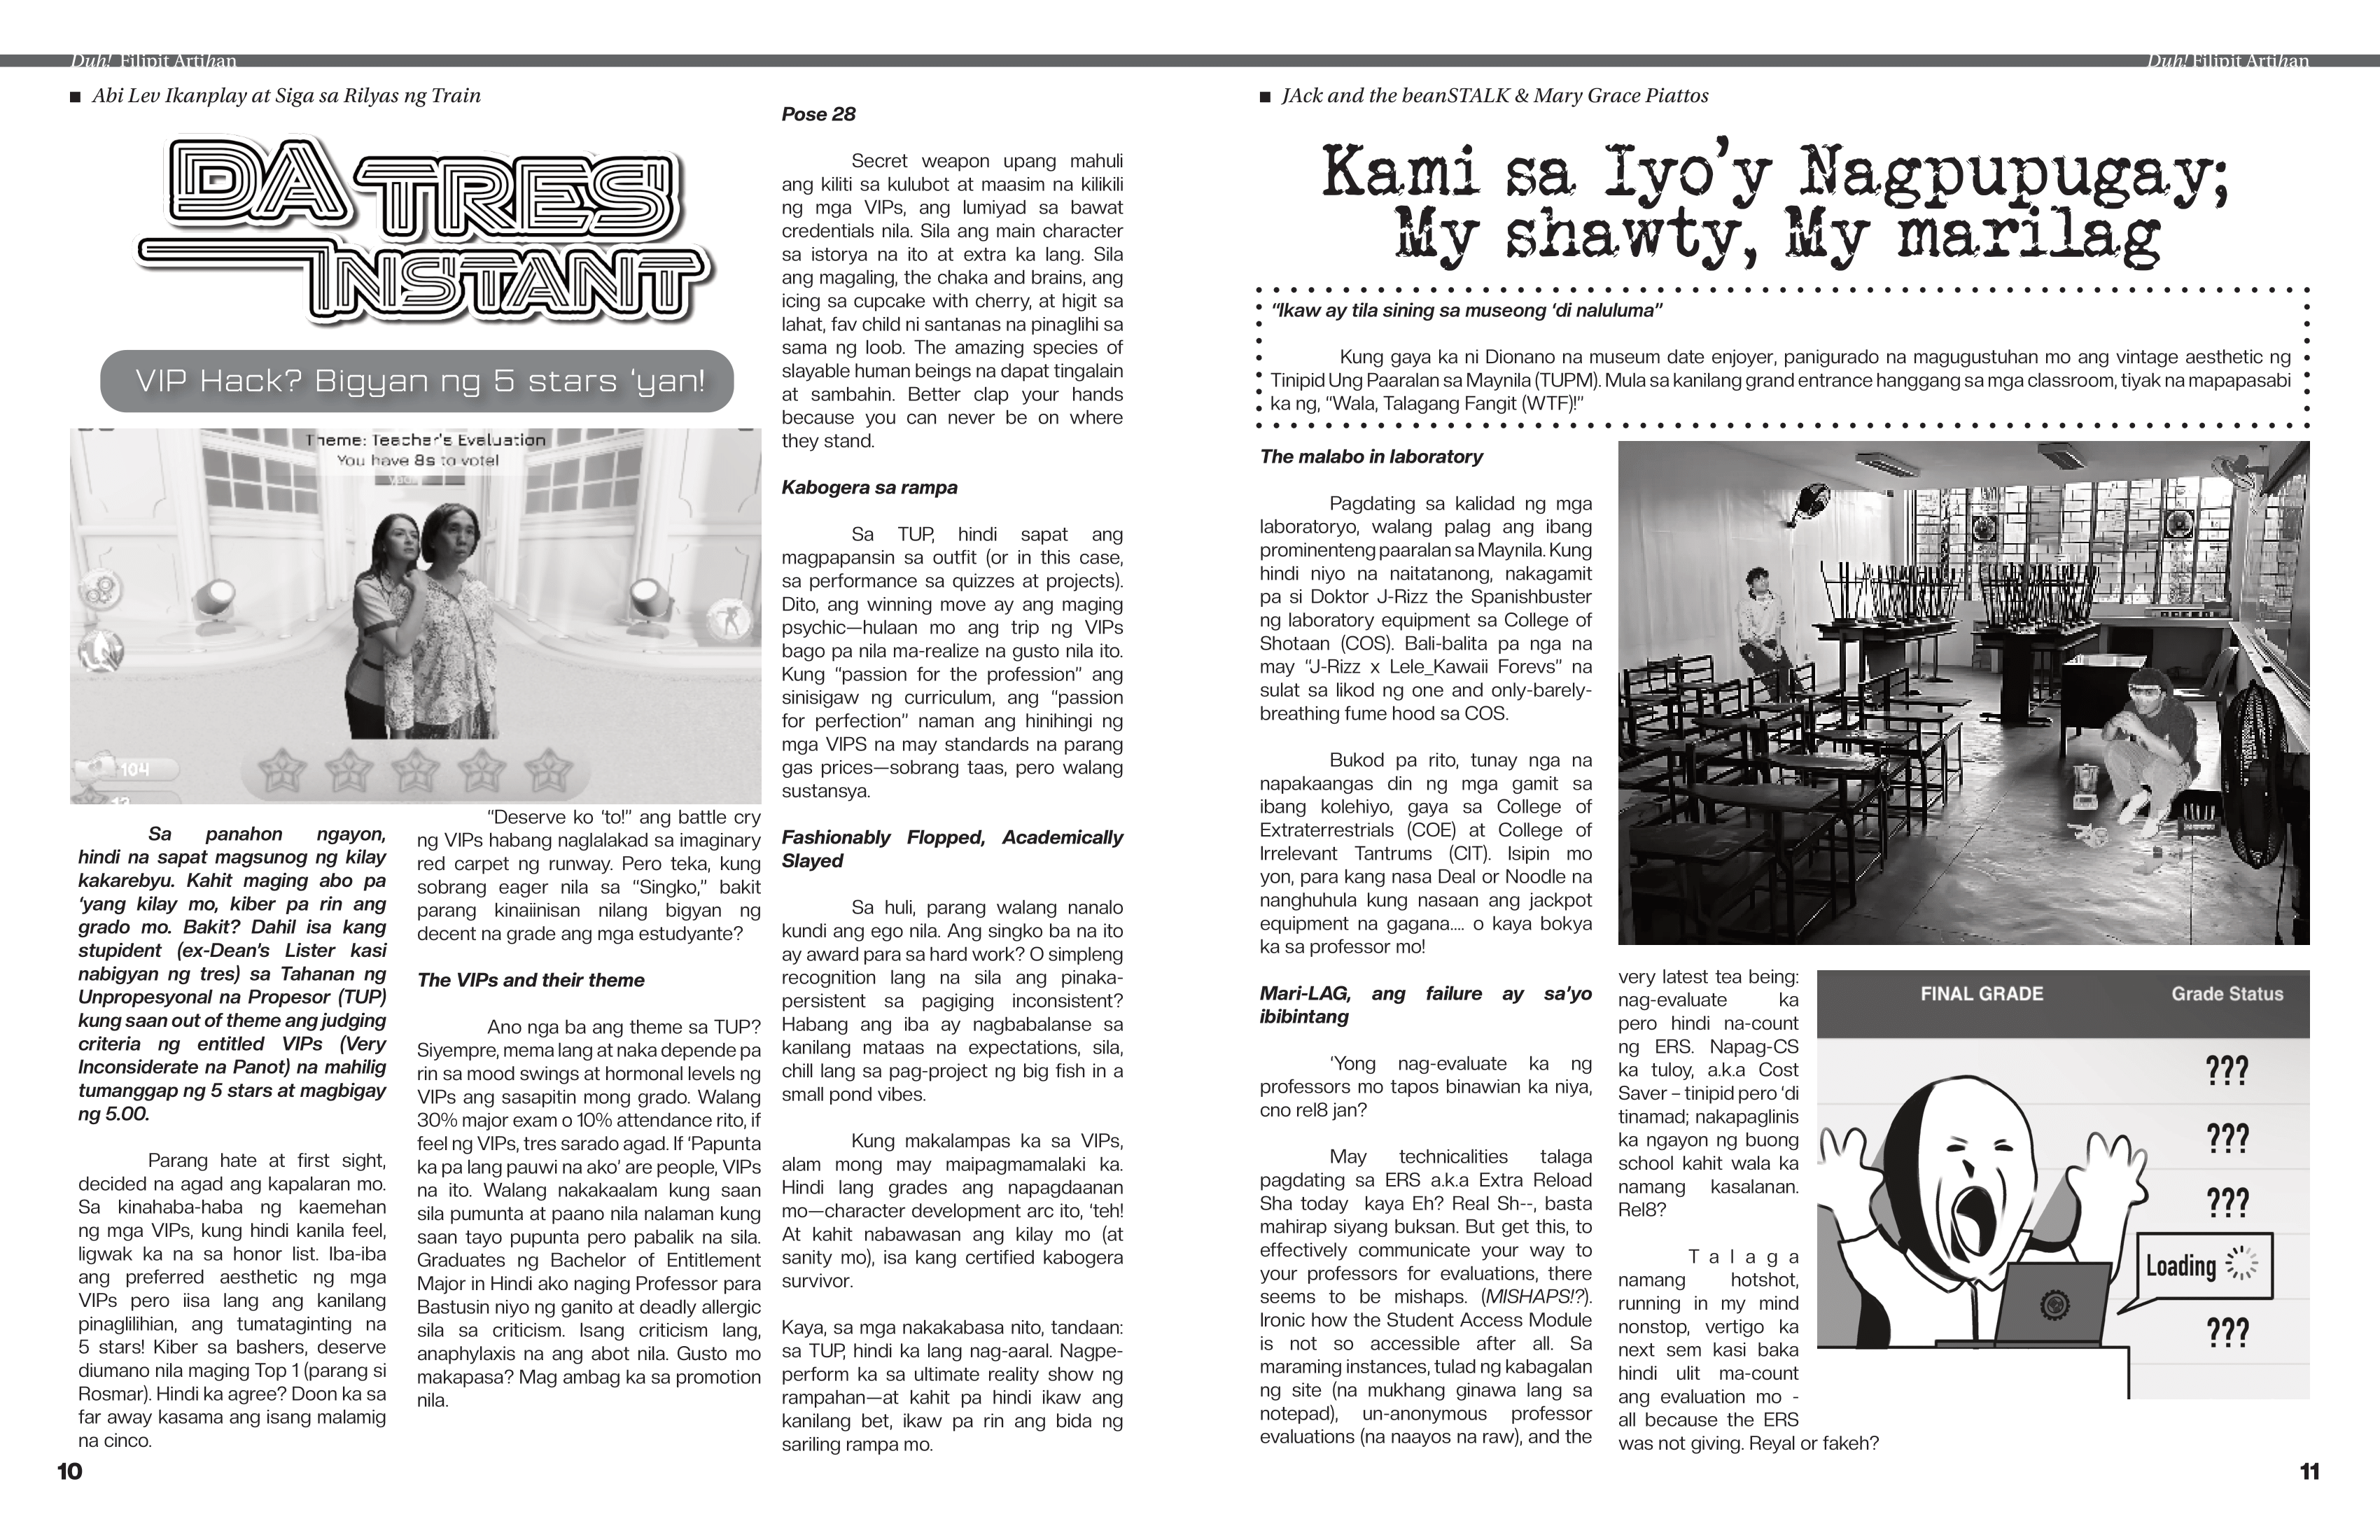 Duh! Filipit Artihan
■ Abi Lev Ikanplay at Siga sa Rilyas ng Train
DA TRES
INSTANT
VIP Hack? Bigyan ng 5 stars ‘yan!
Theme: Teacher's Evaluation
You have 8s to vote!
104
Sa panahon ngayon,
hindi na sapat magsunog ng kilay
kakarebyu. Kahit maging abo pa
‘yang kilay mo, kiber pa rin ang
grado mo. Bakit? Dahil isa kang
stupident (ex-Dean’s Lister kasi
nabigyan ng tres) sa Tahanan ng
Unpropesyonal na Propesor (TUP)
kung saan out of theme ang judging
criteria ng entitled VIPs (Very
Inconsiderate na Panot) na mahilig
tumanggap ng 5 stars at magbigay
ng 5.00.
Parang hate at first sight,
decided na agad ang kapalaran mo.
Sa kinahaba-haba ng kaemehan
ng mga VIPs, kung hindi kanila feel,
ligwak ka na sa honor list. Iba-iba
ang preferred aesthetic ng mga
VIPs pero iisa lang ang kanilang
pinaglilihian, ang tumataginting na
5 stars! Kiber sa bashers, deserve
diumano nila maging Top 1 (parang si
Rosmar). Hindi ka agree? Doon ka sa
far away kasama ang isang malamig
na cinco.
“Deserve ko ‘to!” ang battle cry
ng VIPs habang naglalakad sa imaginary
red carpet ng runway. Pero teka, kung
sobrang eager nila sa “Singko,” bakit
parang kinaiinisan nilang bigyan ng
decent na grade ang mga estudyante?
The VIPs and their theme
Ano nga ba ang theme sa TUP?
Siyempre, mema lang at naka depende pa
rin sa mood swings at hormonal levels ng
VIPs ang sasapitin mong grado. Walang
30% major exam o 10% attendance rito, if
feel ng VIPs, tres sarado agad. If ‘Papunta
ka pa lang pauwi na ako’ are people, VIPs
na ito. Walang nakakaalam kung saan
sila pumunta at paano nila nalaman kung
saan tayo pupunta pero pabalik na sila.
Graduates ng Bachelor of Entitlement
Major in Hindi ako naging Professor para
Bastusin niyo ng ganito at deadly allergic
sila sa criticism. Isang criticism lang,
anaphylaxis na ang abot nila. Gusto mo
makapasa? Mag ambag ka sa promotion
nila.
Pose 28
Secret weapon upang mahuli
ang kiliti sa kulubot at maasim na kilikili
ng mga VIPs, ang lumiyad sa bawat
credentials nila. Sila ang main character
sa istorya na ito at extra ka lang. Sila
ang magaling, the chaka and brains, ang
icing sa cupcake with cherry, at higit sa
lahat, fav child ni santanas na pinaglihi sa
sama ng loob. The amazing species of
slayable human beings na dapat tingalain
at sambahin. Better clap your hands
because you can never be on where
they stand.
Kabogera sa rampa
Sa TUP, hindi sapat ang
magpapansin sa outfit (or in this case,
sa performance sa quizzes at projects).
Dito, ang winning move ay ang maging
psychic—hulaan mo ang trip ng VIPs
bago pa nila ma-realize na gusto nila ito.
Kung “passion for the profession” ang
sinisigaw ng curriculum, ang “passion
for perfection” naman ang hinihingi ng
mga VIPS na may standards na parang
gas prices—sobrang taas, pero walang
sustansya.
Fashionably Flopped, Academically
Slayed
Sa huli, parang walang nanalo
kundi ang ego nila. Ang singko ba na ito
ay award para sa hard work? O simpleng
recognition lang na sila ang pinaka-
persistent sa pagiging inconsistent?
Habang ang iba ay nagbabalanse sa
kanilang mataas na expectations, sila,
chill lang sa pag-project ng big fish in a
small pond vibes.
Kung makalampas ka sa VIPs,
alam mong may maipagmamalaki ka.
Hindi lang grades ang napagdaanan
mo—character development arc ito, ‘teh!
At kahit nabawasan ang kilay mo (at
sanity mo), isa kang certified kabogera
survivor.
Kaya, sa mga nakakabasa nito, tandaan:
sa TUP, hindi ka lang nag-aaral. Nagpe-
perform ka sa ultimate reality show ng
rampahan—at kahit pa hindi ikaw ang
kanilang bet, ikaw pa rin ang bida ng
sariling rampa mo.
10
Duh! Filipit Artihan
■ JAck and the beanSTALK & Mary Grace Piattos
Kami sa Iyo’y Nagpupugay;
My shawty, My marilag
“Ikaw ay tila sining sa museong ‘di naluluma”
Kung gaya ka ni Dionano na museum date enjoyer, panigurado na magugustuhan mo ang vintage aesthetic ng
Tinipid Ung Paaralan sa Maynila (TUPM). Mula sa kanilang grand entrance hanggang sa mga classroom, tiyak na mapapasabi
ka ng, “Wala, Talagang Fangit (WTF)!”
The malabo in laboratory
Pagdating sa kalidad ng mga
laboratoryo, walang palag ang ibang
prominenteng paaralan sa Maynila. Kung
hindi niyo na naitatanong, nakagamit
pa si Doktor J-Rizz the Spanishbuster
ng laboratory equipment sa College of
Shotaan (COS). Bali-balita pa nga na
may “J-Rizz x Lele_Kawaii Forevs” na
sulat sa likod ng one and only-barely-
breathing fume hood sa COS.
Bukod pa rito, tunay nga na
napakaangas din ng mga gamit sa
ibang kolehiyo, gaya sa College of
Extraterrestrials (COE) at College of
Irrelevant Tantrums (CIT). Isipin mo
yon, para kang nasa Deal or Noodle na
nanghuhula kung nasaan ang jackpot
equipment na gagana.... o kaya bokya
ka sa professor mo!
Mari-LAG, ang failure ay sa’yo
ibibintang
‘Yong nag-evaluate ka ng
professors mo tapos binawian ka niya,
cno rel8 jan?
May technicalities talaga
pagdating sa ERS a.k.a Extra Reload
Sha today kaya Eh? Real Sh--, basta
mahirap siyang buksan. But get this, to
effectively communicate your way to
your professors for evaluations, there
seems to be mishaps. (MISHAPS!?).
Ironic how the Student Access Module
is not so accessible after all. Sa
maraming instances, tulad ng kabagalan
ng site (na mukhang ginawa lang sa
notepad), un-anonymous professor
evaluations (na naayos na raw), and the
very latest tea being:
nag-evaluate ka
pero hindi na-count
ng ERS. Napag-CS
ka tuloy, a.k.a Cost
Saver – tinipid pero ‘di
tinamad; nakapaglinis
ka ngayon ng buong
school kahit wala ka
namang kasalanan.
Rel8?
Talaga
namang hotshot,
running in my mind
nonstop, vertigo ka
next sem kasi baka
hindi ulit ma-count
ang evaluation mo -
all because the ERS
was not giving. Reyal or fakeh?
FINAL GRADE Grade Status
???
???
???
Loading
???
11